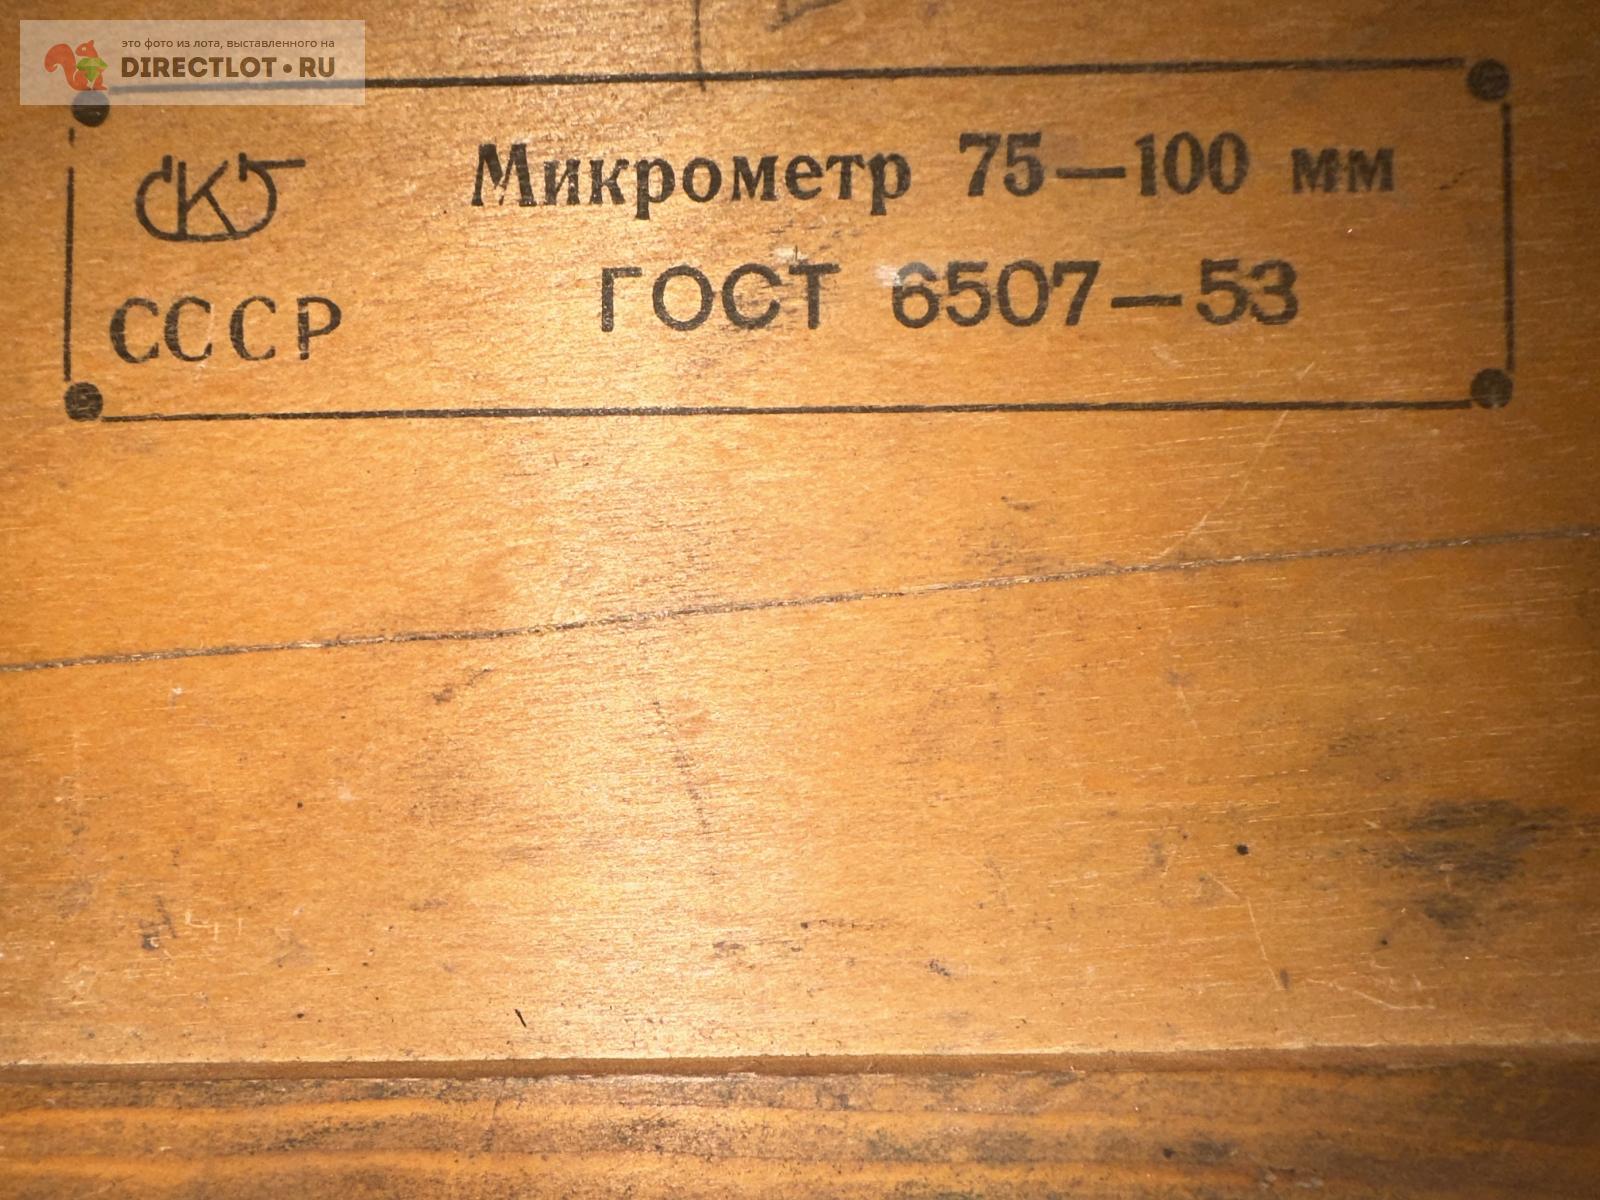 это фото из лота, выставленного на
DIRECTLOT•RU
Микрометр 75—100 мм
СССР
ГОСТ 6507—53